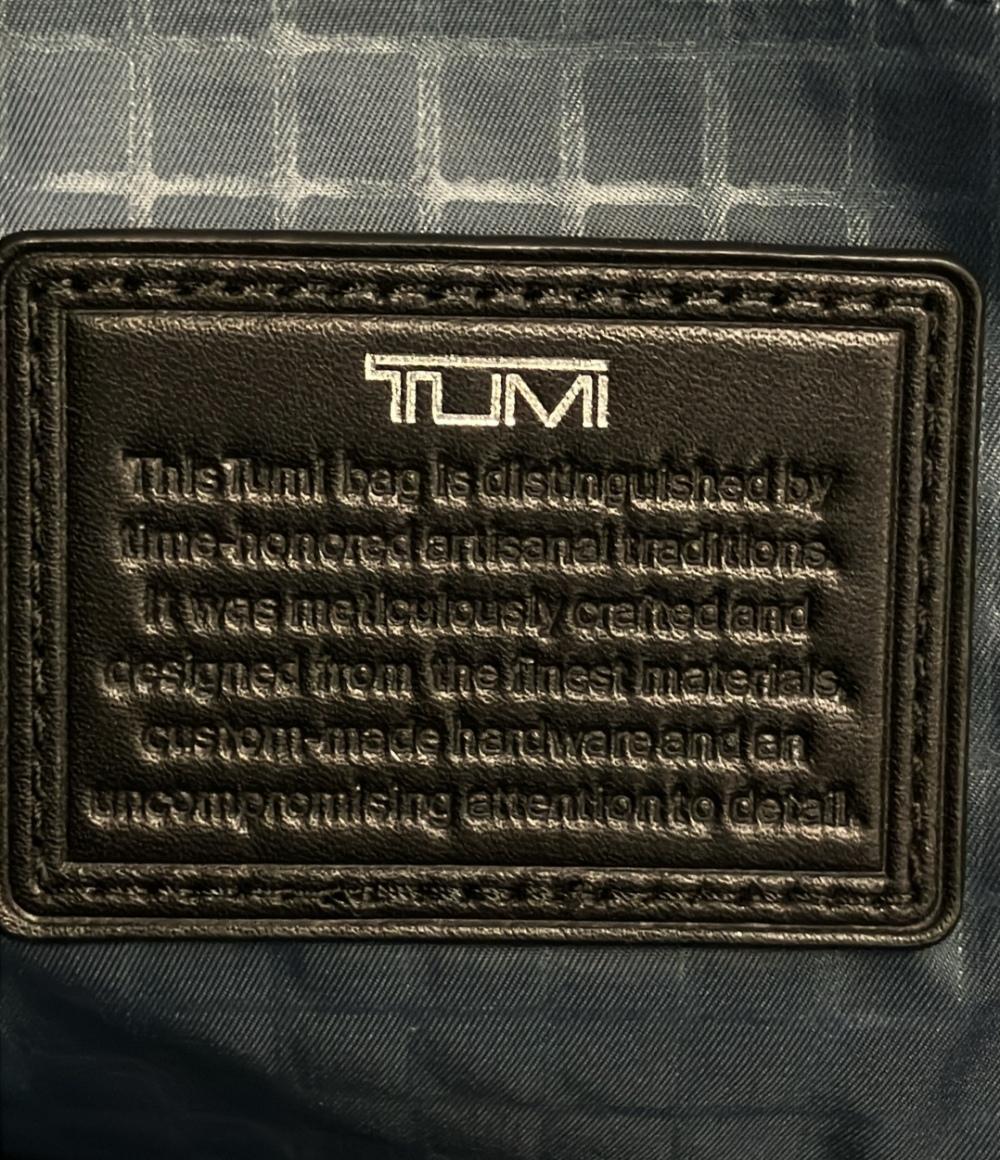 TUMI
This Tumi bag is distinguished by
time-honored artisanal traditions.
It was meticulously crafted and
designed from the finest materials,
custom-made hardware and an
uncompromising attention to detail.